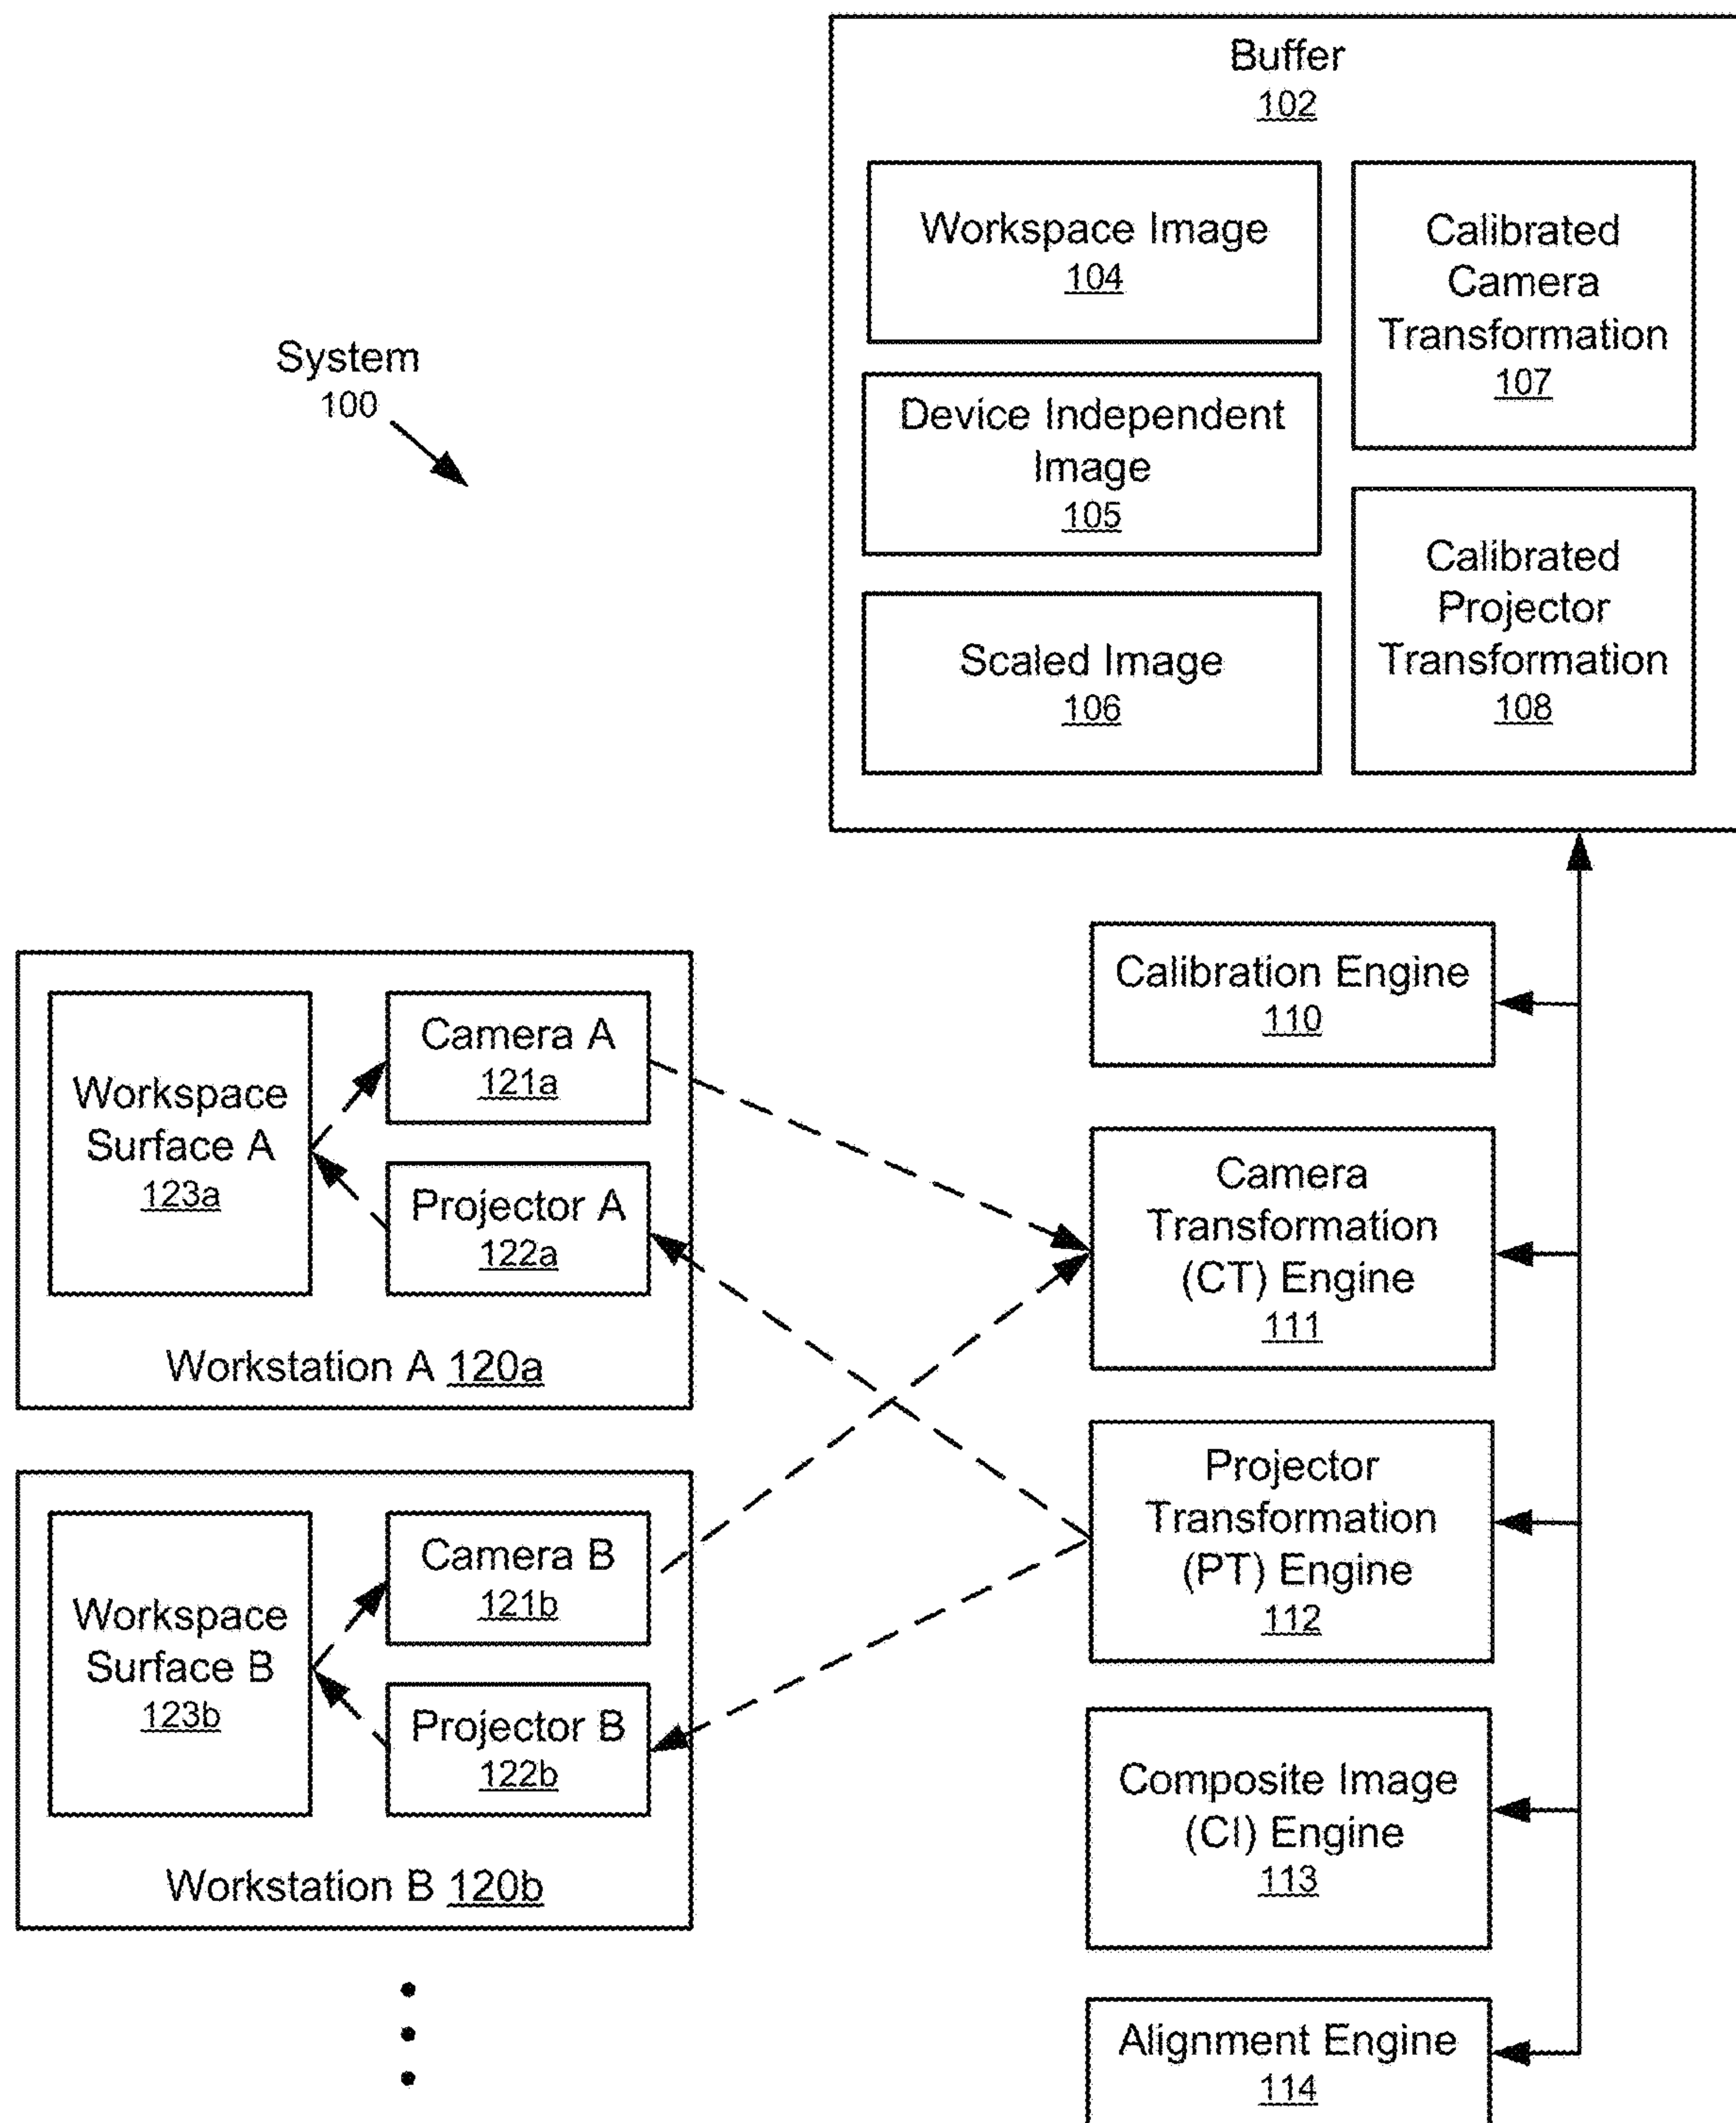 Buffer
102
Workspace Image
104
Calibrated
Camera
Transformation
107
System
100
Device Independent
Image
105
Calibrated
Projector
Transformation
108
Scaled Image
106
Calibration Engine
110
Workspace
Surface A
123a
Camera A
121a
Projector A
122a
Workstation A 120a
Camera
Transformation
(CT) Engine
111
Projector
Transformation
(PT) Engine
112
Workspace
Surface B
123b
Camera B
121b
Projector B
122b
Workstation B 120b
Composite Image
(CI) Engine
113
Alignment Engine
114